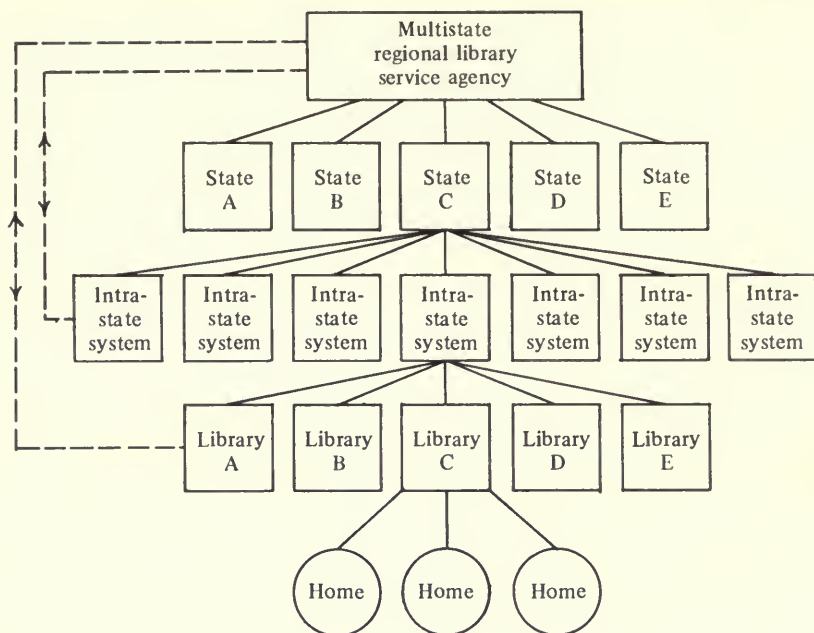 Multistate
regional library
service agency
State
A
State
B
State
C
State
D
State
E
Intra-
state
system
Intra-
state
system
Intra-
state
system
Intra-
state
system
Intra-
state
system
Intra-
state
system
Intra-
state
system
Library
A
Library
B
Library
C
Library
D
Library
E
Home
Home
Home